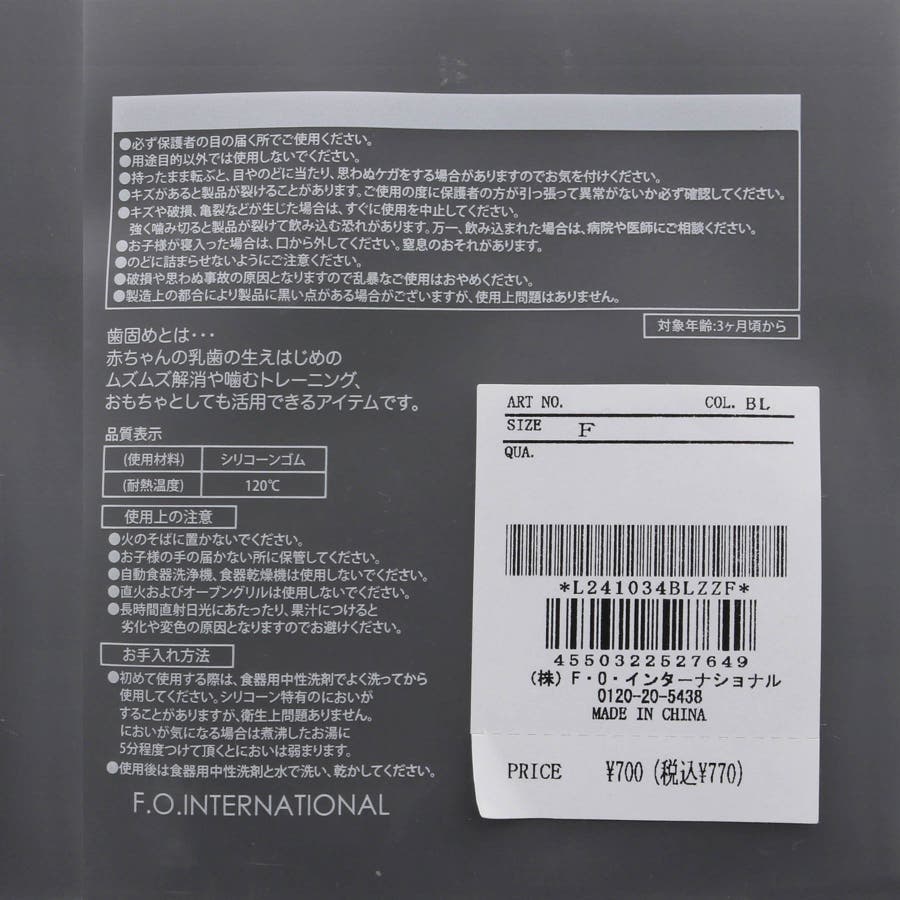 ●必ず保護者の目の届く所でご使用ください。
●用途目的以外では使用しないでください。
●持ったまま転ぶと、目やのどに当たり、思わぬケガをする場合がありますのでお気を付けください。
●キズがあると製品が裂けることがあります。ご使用の度に保護者の方が引っ張って異常がないか必ず確認してください。
●キズや破損、亀裂などが生じた場合は、すぐに使用を中止してください。
強く噛み切ると製品が裂けて飲み込む恐れがあります。万一、飲み込まれた場合は、病院や医師にご相談ください。
●お子様が寝入った場合は、口から外してください。窒息のおそれがあります。
●のどに詰まらせないようにご注意ください。
●破損や思わぬ事故の原因となりますので乱暴なご使用はおやめください。
●製造上の都合により製品に黒い点がある場合がございますが、使用上問題はありません。
対象年齢:3ヶ月頃から
歯固めとは・・・
赤ちゃんの乳歯の生えはじめの
ムズムズ解消や噛むトレーニング、
おもちゃとしても活用できるアイテムです。
品質表示
(使用材料) シリコーンゴム
(耐熱温度) 120℃
使用上の注意
●火のそばに置かないでください。
●お子様の手の届かない所に保管してください。
●自動食器洗浄機、食器乾燥機は使用しないでください。
●直火およびオーブングリルは使用しないでください。
●長時間直射日光にあたったり、果汁につけると
劣化や変色の原因となりますのでお避けください。
お手入れ方法
●初めて使用する際は、食器用中性洗剤でよく洗ってから
使用してください。シリコーン特有のにおいが
することがありますが、衛生上問題ありません。
においが気になる場合は煮沸したお湯に
5分程度つけて頂くとにおいは弱まります。
●使用後は食器用中性洗剤と水で洗い、乾かしてください。
F.O.INTERNATIONAL
ART NO. COL. BL
SIZE F
QUA.
*L241034BLZZF*
4550322527649
(株)F・O・インターナショナル
0120-20-5438
MADE IN CHINA
PRICE ¥700(税込¥770)